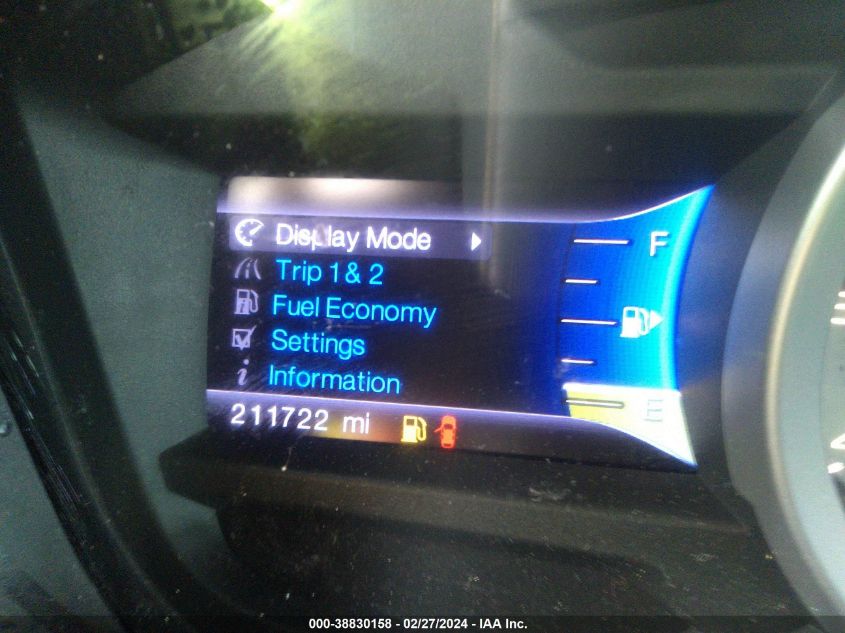 Display Mode
Trip 1 & 2
Fuel Economy
Settings
Information
211722 mi
F
E
000-38830158 - 02/27/2024 - IAA Inc.